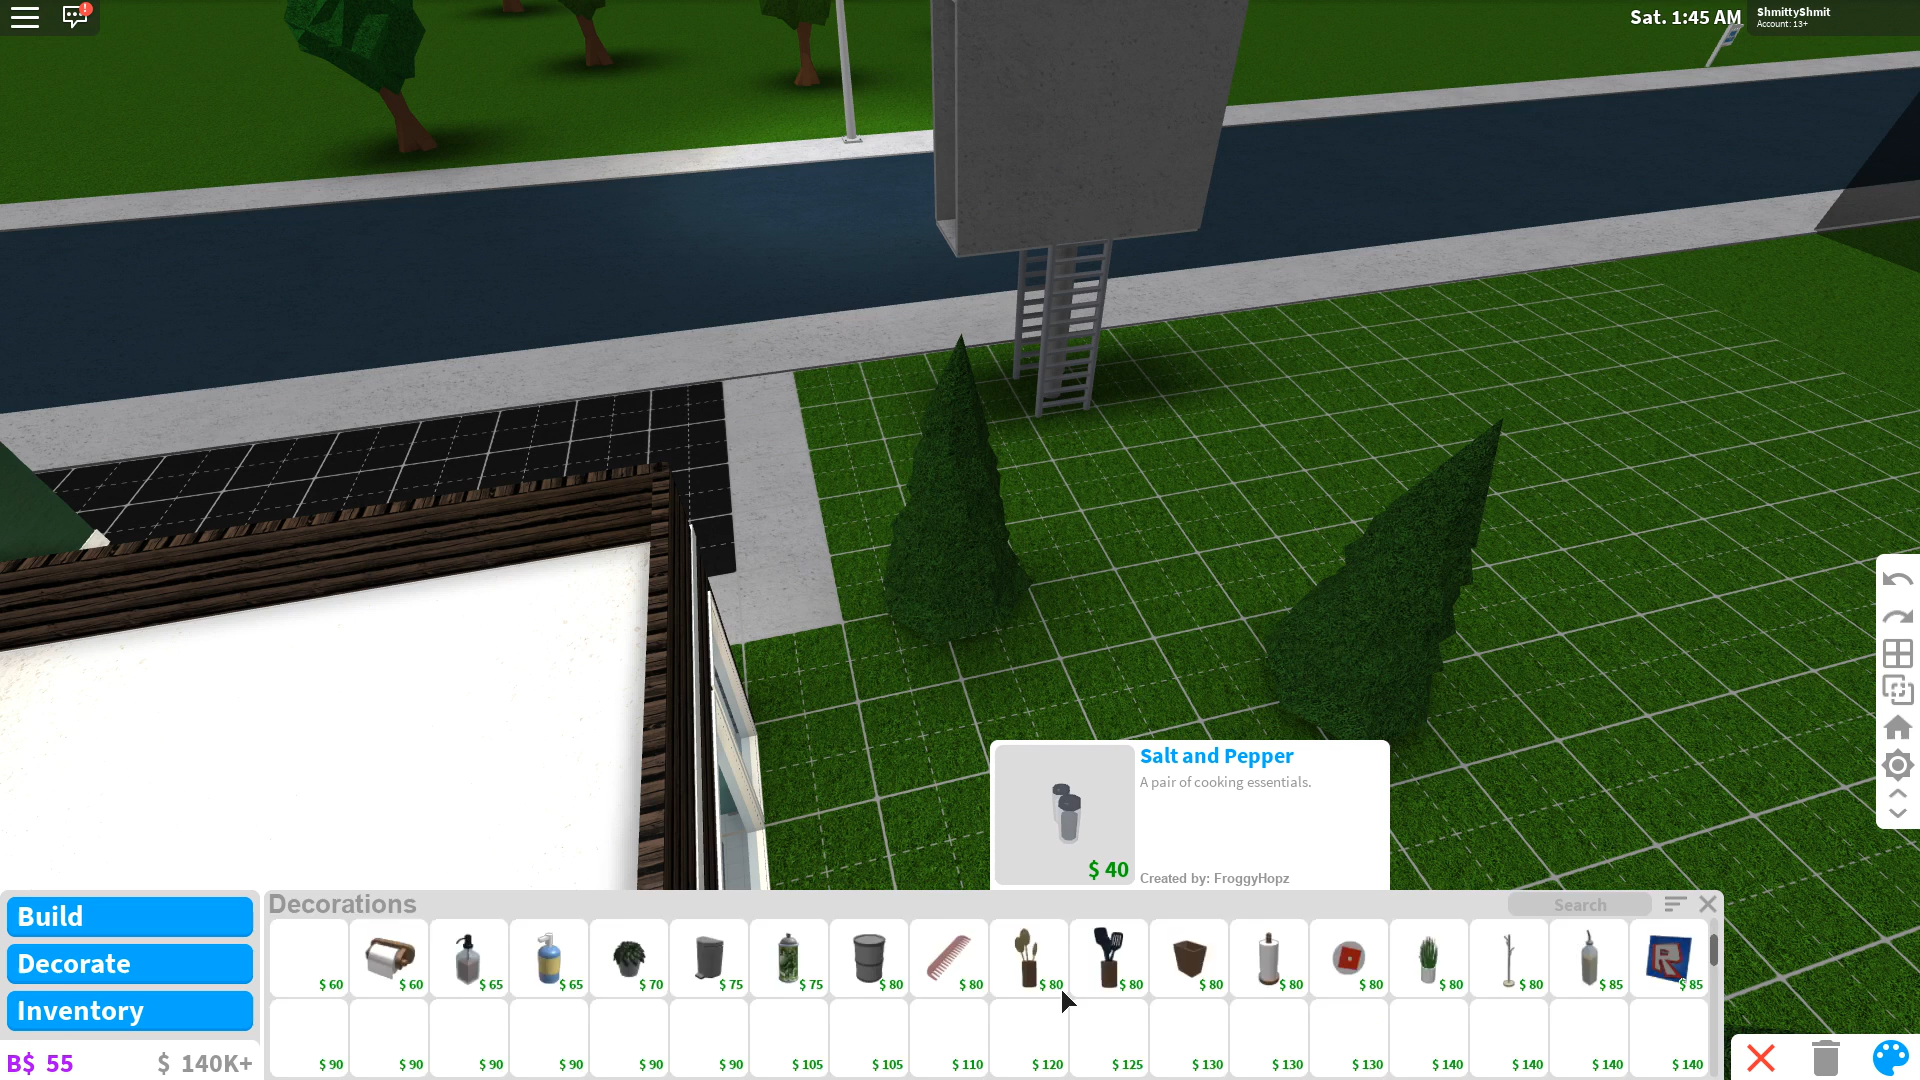 !
Sat. 1:45 AM
ShmittyShmit
Account: 13+
Salt and Pepper
A pair of cooking essentials.
$ 40
Created by: FroggyHopz
Build
Decorate
Inventory
B$ 55
$ 140K+
Decorations
Search
$ 60 $ 60 $ 65 $ 65 $ 70 $ 75 $ 75 $ 80 $ 80 $ 80 $ 80 $ 80 $ 80 $ 80 $ 80 $ 80 $ 85 $ 85
$ 90 $ 90 $ 90 $ 90 $ 90 $ 90 $ 105 $ 105 $ 110 $ 120 $ 125 $ 130 $ 130 $ 130 $ 140 $ 140 $ 140 $ 140